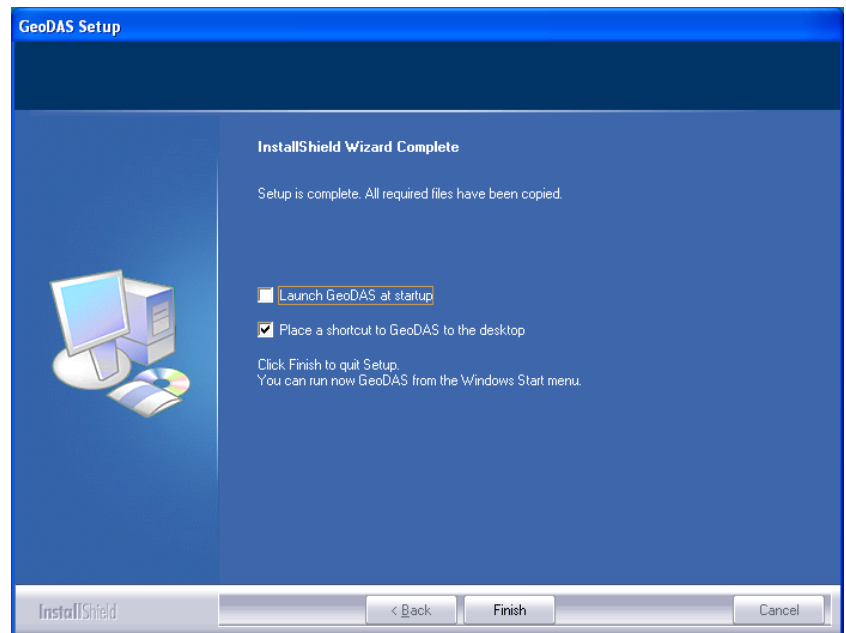 GeoDAS Setup
InstallShield Wizard Complete
Setup is complete. All required files have been copied.
Launch GeoDAS at startup
Place a shortcut to GeoDAS to the desktop
Click Finish to quit Setup.
You can run now GeoDAS from the Windows Start menu.
InstallShield
< Back
Finish
Cancel